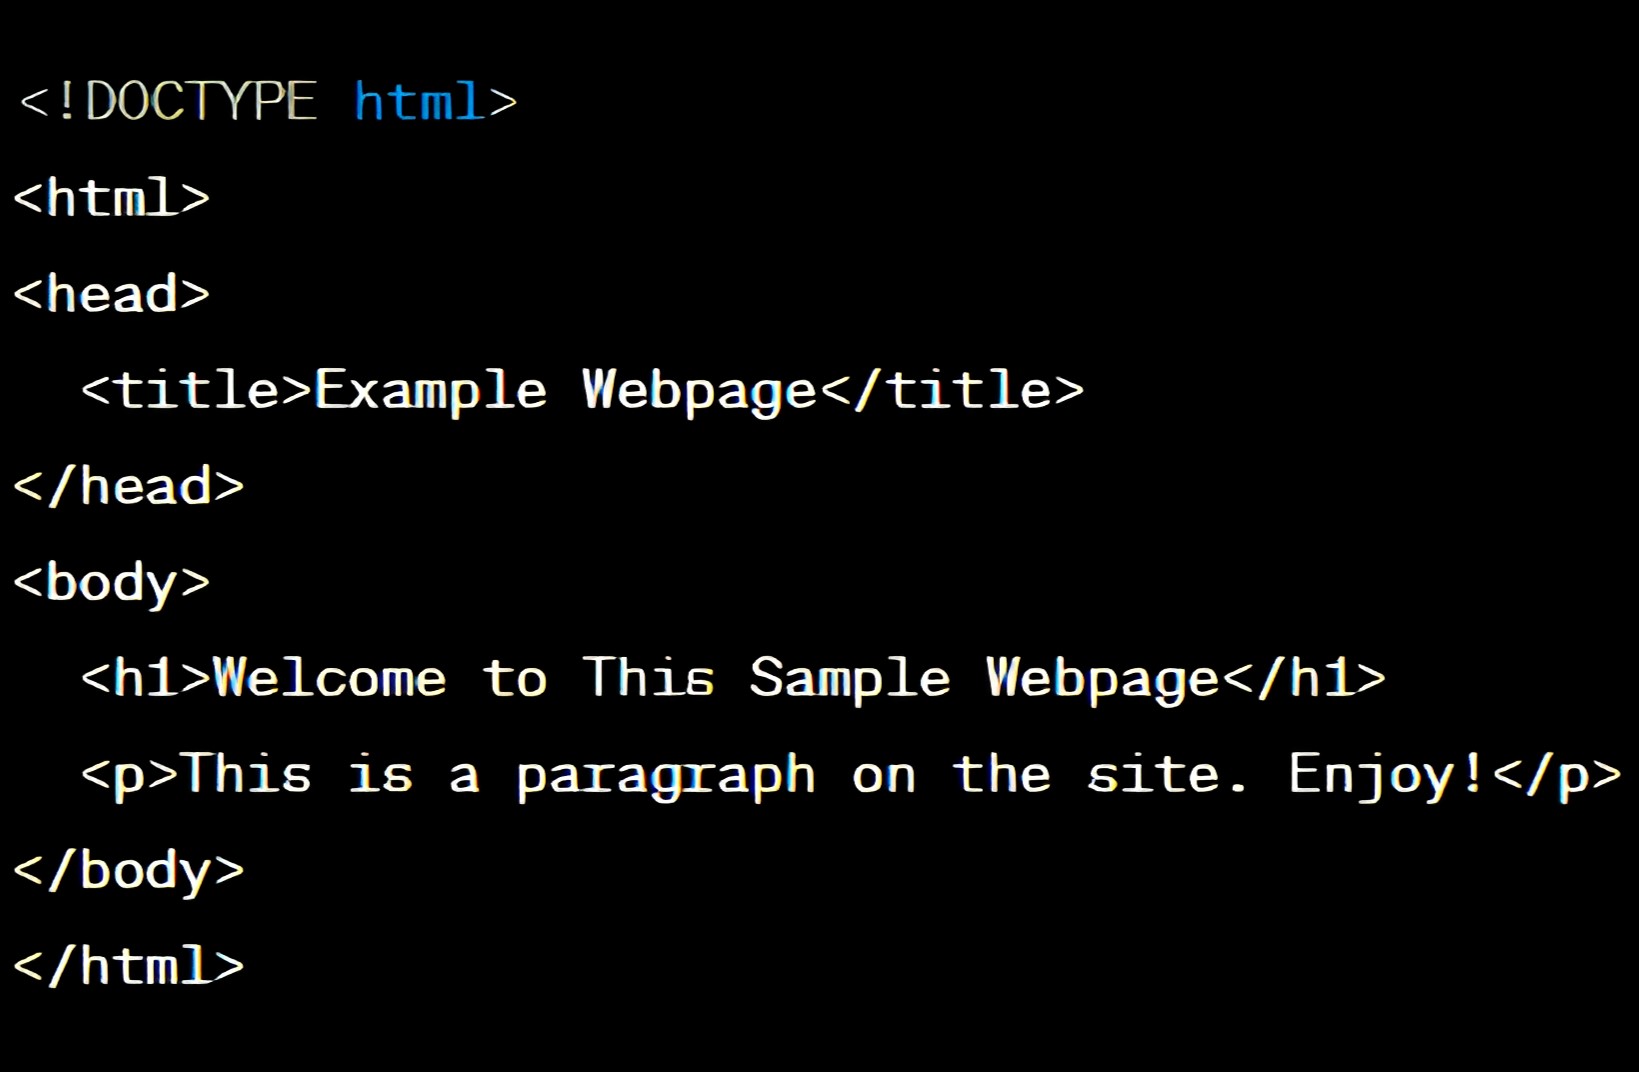 <!DOCTYPE html>
<html>
<head>
  <title>Example Webpage</title>
</head>
<body>
  <h1>Welcome to This Sample Webpage</h1>
  <p>This is a paragraph on the site. Enjoy!</p>
</body>
</html>